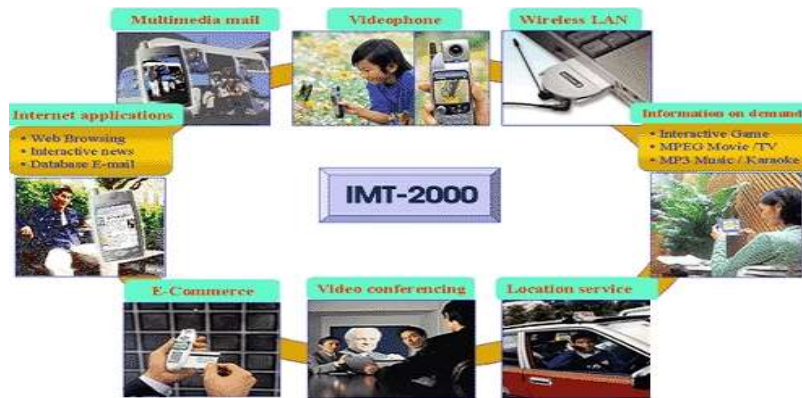 Multimedia mail
Videophone
Wireless LAN
Internet applications
• Web Browsing
• Interactive news
• Database E-mail
Information on demand
• Interactive Game
• MPEG Movie /TV
• MP3 Music / Karaoke
IMT-2000
E-Commerce
Video conferencing
Location service